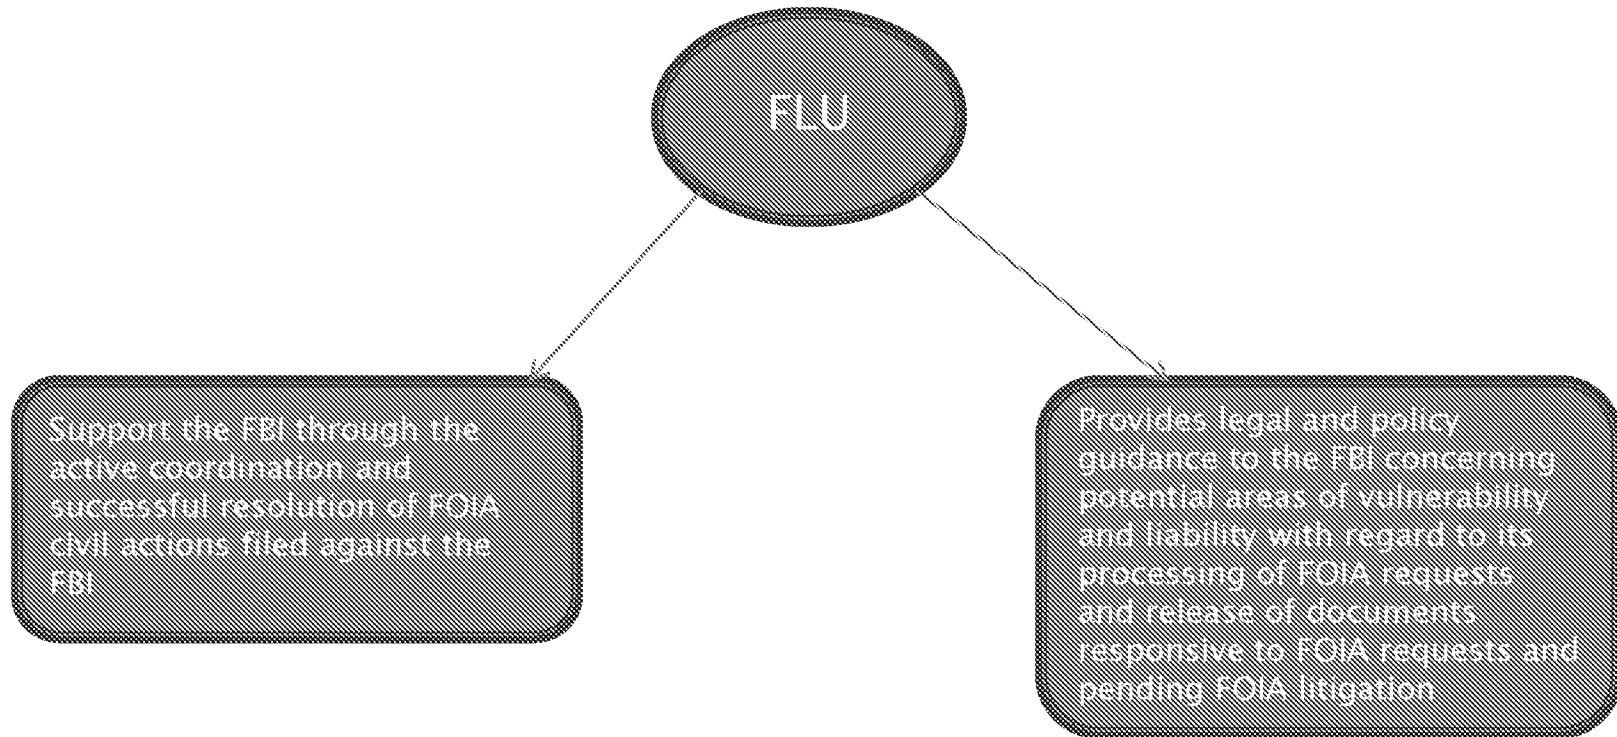 FLU
Support the FBI through the
active coordination and
successful resolution of FOIA
civil actions filed against the
FBI
Provides legal and policy
guidance to the FBI concerning
potential areas of vulnerability
and liability with regard to its
processing of FOIA requests
and release of documents
responsive to FOIA requests and
pending FOIA litigation